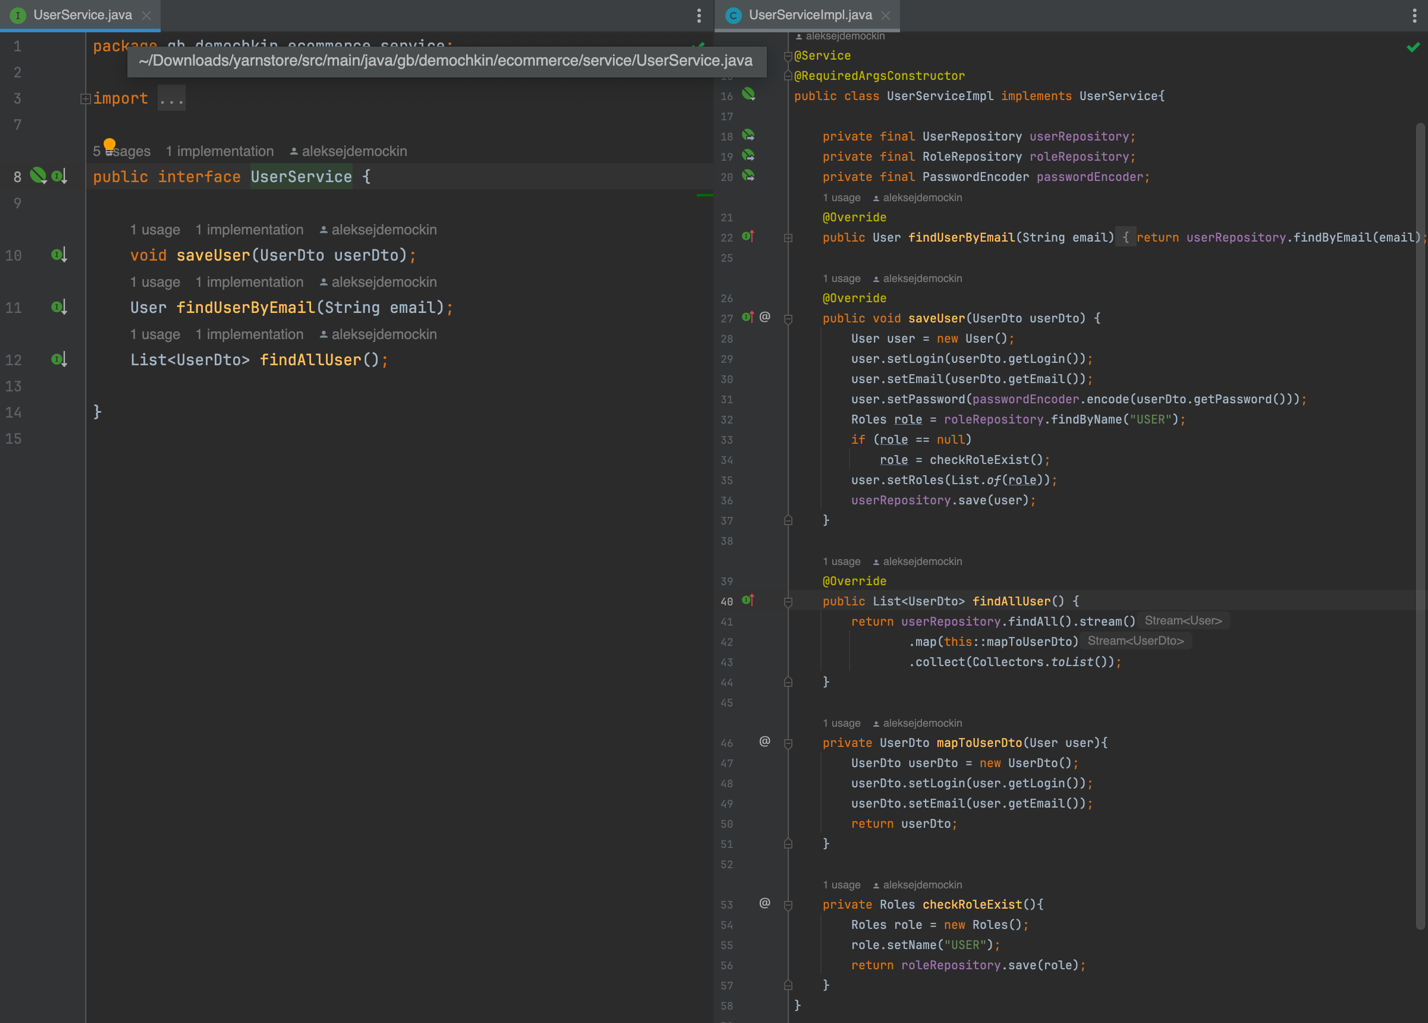 UserService.java
1 package gb.demochkin.ecommerce.service;
~/Downloads/yarnstore/src/main/java/gb/demochkin/ecommerce/service/UserService.java
2
3 import ...
7
5 usages 1 implementation aleksejdemockin
8 public interface UserService {
9
1 usage 1 implementation aleksejdemockin
10 void saveUser(UserDto userDto);
1 usage 1 implementation aleksejdemockin
11 User findUserByEmail(String email);
1 usage 1 implementation aleksejdemockin
12 List<UserDto> findAllUser();
13
14 }
15
UserServiceImpl.java
aleksejdemockin
@Service
@RequiredArgsConstructor
16 public class UserServiceImpl implements UserService{
17
18 private final UserRepository userRepository;
19 private final RoleRepository roleRepository;
20 private final PasswordEncoder passwordEncoder;
1 usage aleksejdemockin
21 @Override
22 public User findUserByEmail(String email) { return userRepository.findByEmail(email);
25
1 usage aleksejdemockin
26 @Override
27 @ public void saveUser(UserDto userDto) {
28 User user = new User();
29 user.setLogin(userDto.getLogin());
30 user.setEmail(userDto.getEmail());
31 user.setPassword(passwordEncoder.encode(userDto.getPassword()));
32 Roles role = roleRepository.findByName("USER");
33 if (role == null)
34 role = checkRoleExist();
35 user.setRoles(List.of(role));
36 userRepository.save(user);
37 }
38
1 usage aleksejdemockin
39 @Override
40 public List<UserDto> findAllUser() {
41 return userRepository.findAll().stream() Stream<User>
42 .map(this::mapToUserDto) Stream<UserDto>
43 .collect(Collectors.toList());
44 }
45
1 usage aleksejdemockin
46 @ private UserDto mapToUserDto(User user){
47 UserDto userDto = new UserDto();
48 userDto.setLogin(user.getLogin());
49 userDto.setEmail(user.getEmail());
50 return userDto;
51 }
52
1 usage aleksejdemockin
53 @ private Roles checkRoleExist(){
54 Roles role = new Roles();
55 role.setName("USER");
56 return roleRepository.save(role);
57 }
58 }